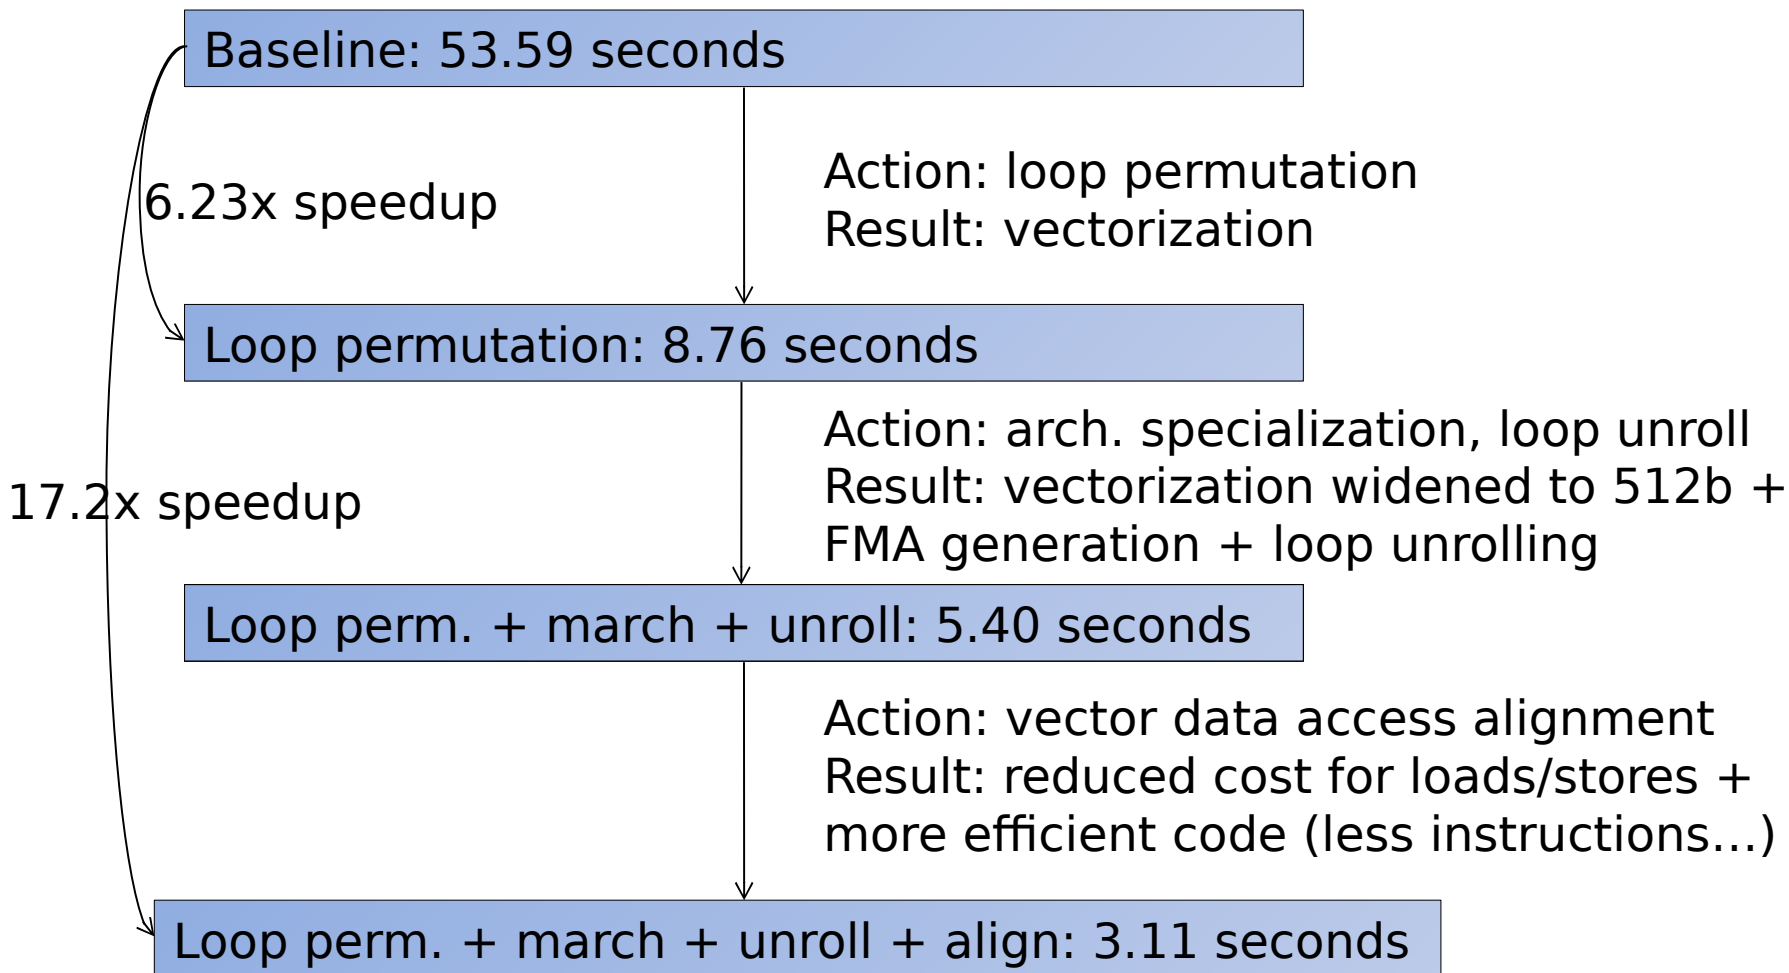 Baseline: 53.59 seconds
6.23x speedup
Action: loop permutation
Result: vectorization
Loop permutation: 8.76 seconds
17.2x speedup
Action: arch. specialization, loop unroll
Result: vectorization widened to 512b +
FMA generation + loop unrolling
Loop perm. + march + unroll: 5.40 seconds
Action: vector data access alignment
Result: reduced cost for loads/stores +
more efficient code (less instructions...)
Loop perm. + march + unroll + align: 3.11 seconds